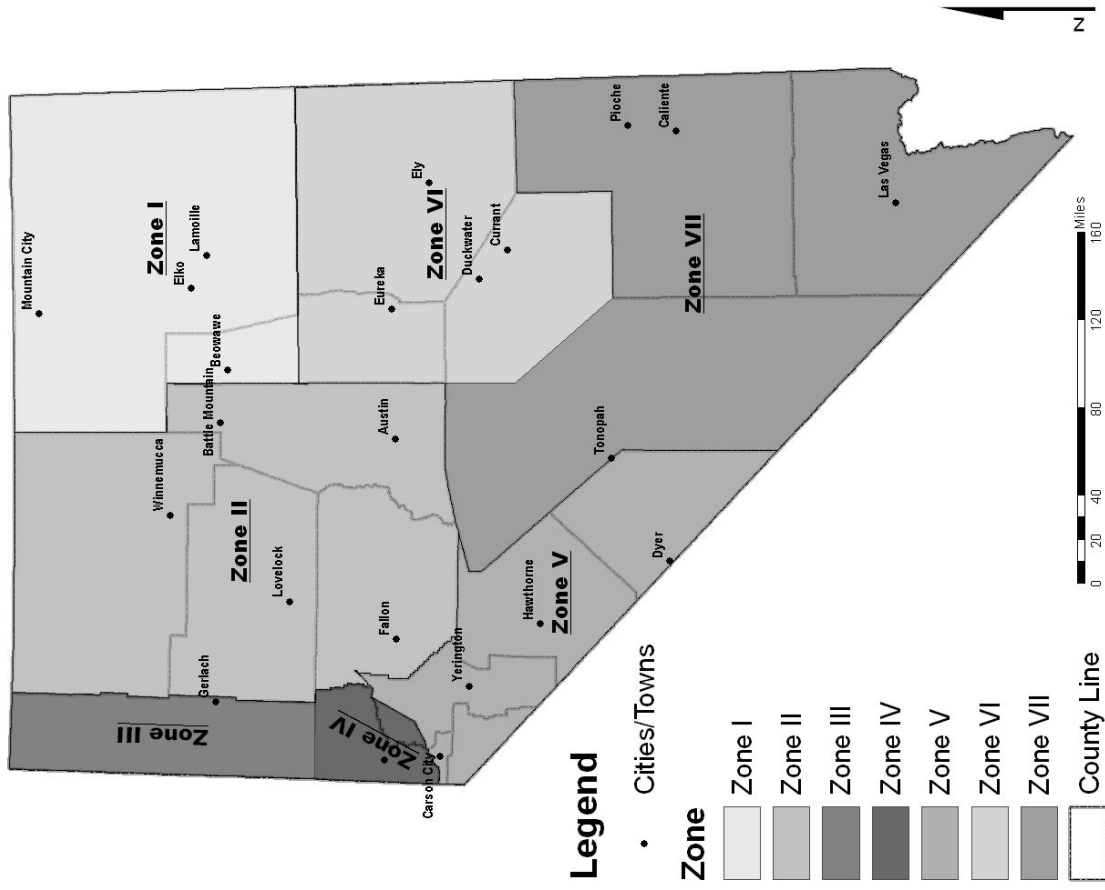 Mountain City
Zone I
Elko
Lamoille
Beowawe
Battle Mountain
Winnemucca
Zone II
Lovelock
Gerlach
Zone III
Zone VI
Ely
Eureka
Duckwater
Currant
Austin
Fallon
Zone IV
Carson City
Yerington
Hawthorne
Zone V
Dyer
Tonopah
Zone VII
Pioche
Caliente
Las Vegas
Z
Legend
Cities/Towns
Zone
Zone I
Zone II
Zone III
Zone IV
Zone V
Zone VI
Zone VII
County Line
0 20 40 80 120 160
Miles